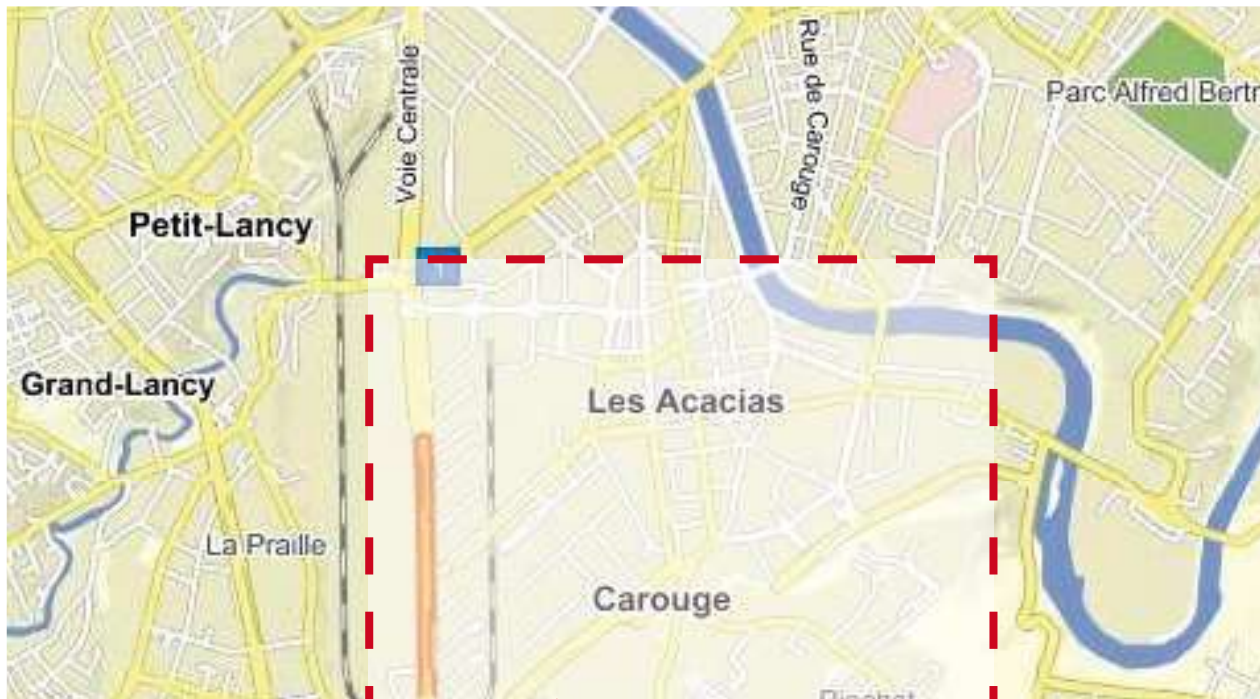 Rue de Carouge
Voie Centrale
Parc Alfred Bertr
Petit-Lancy
Grand-Lancy
Les Acacias
La Praille
Carouge